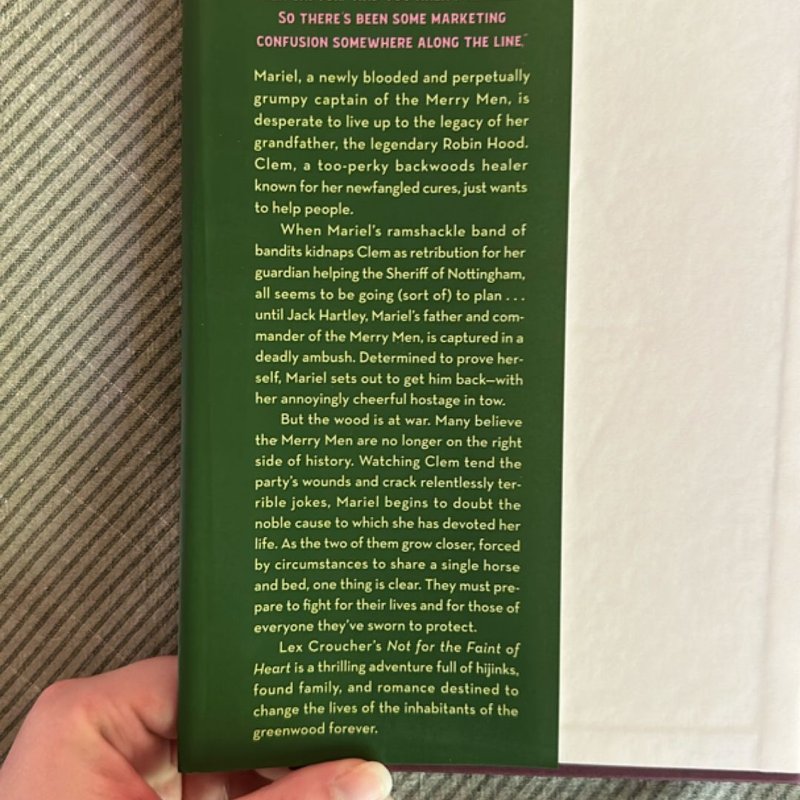 SO THERE'S BEEN SOME MARKETING
CONFUSION SOMEWHERE ALONG THE LINE."
Mariel, a newly blooded and perpetually
grumpy captain of the Merry Men, is
desperate to live up to the legacy of her
grandfather, the legendary Robin Hood.
Clem, a too-perky backwoods healer
known for her newfangled cures, just wants
to help people.
When Mariel's ramshackle band of
bandits kidnaps Clem as retribution for her
guardian helping the Sheriff of Nottingham,
all seems to be going (sort of) to plan . . .
until Jack Hartley, Mariel's father and com-
mander of the Merry Men, is captured in a
deadly ambush. Determined to prove her-
self, Mariel sets out to get him back—with
her annoyingly cheerful hostage in tow.
But the wood is at war. Many believe
the Merry Men are no longer on the right
side of history. Watching Clem tend the
party's wounds and crack relentlessly ter-
rible jokes, Mariel begins to doubt the
noble cause to which she has devoted her
life. As the two of them grow closer, forced
by circumstances to share a single horse
and bed, one thing is clear. They must pre-
pare to fight for their lives and for those of
everyone they've sworn to protect.
Lex Croucher's Not for the Faint of
Heart is a thrilling adventure full of hijinks,
found family, and romance destined to
change the lives of the inhabitants of the
greenwood forever.